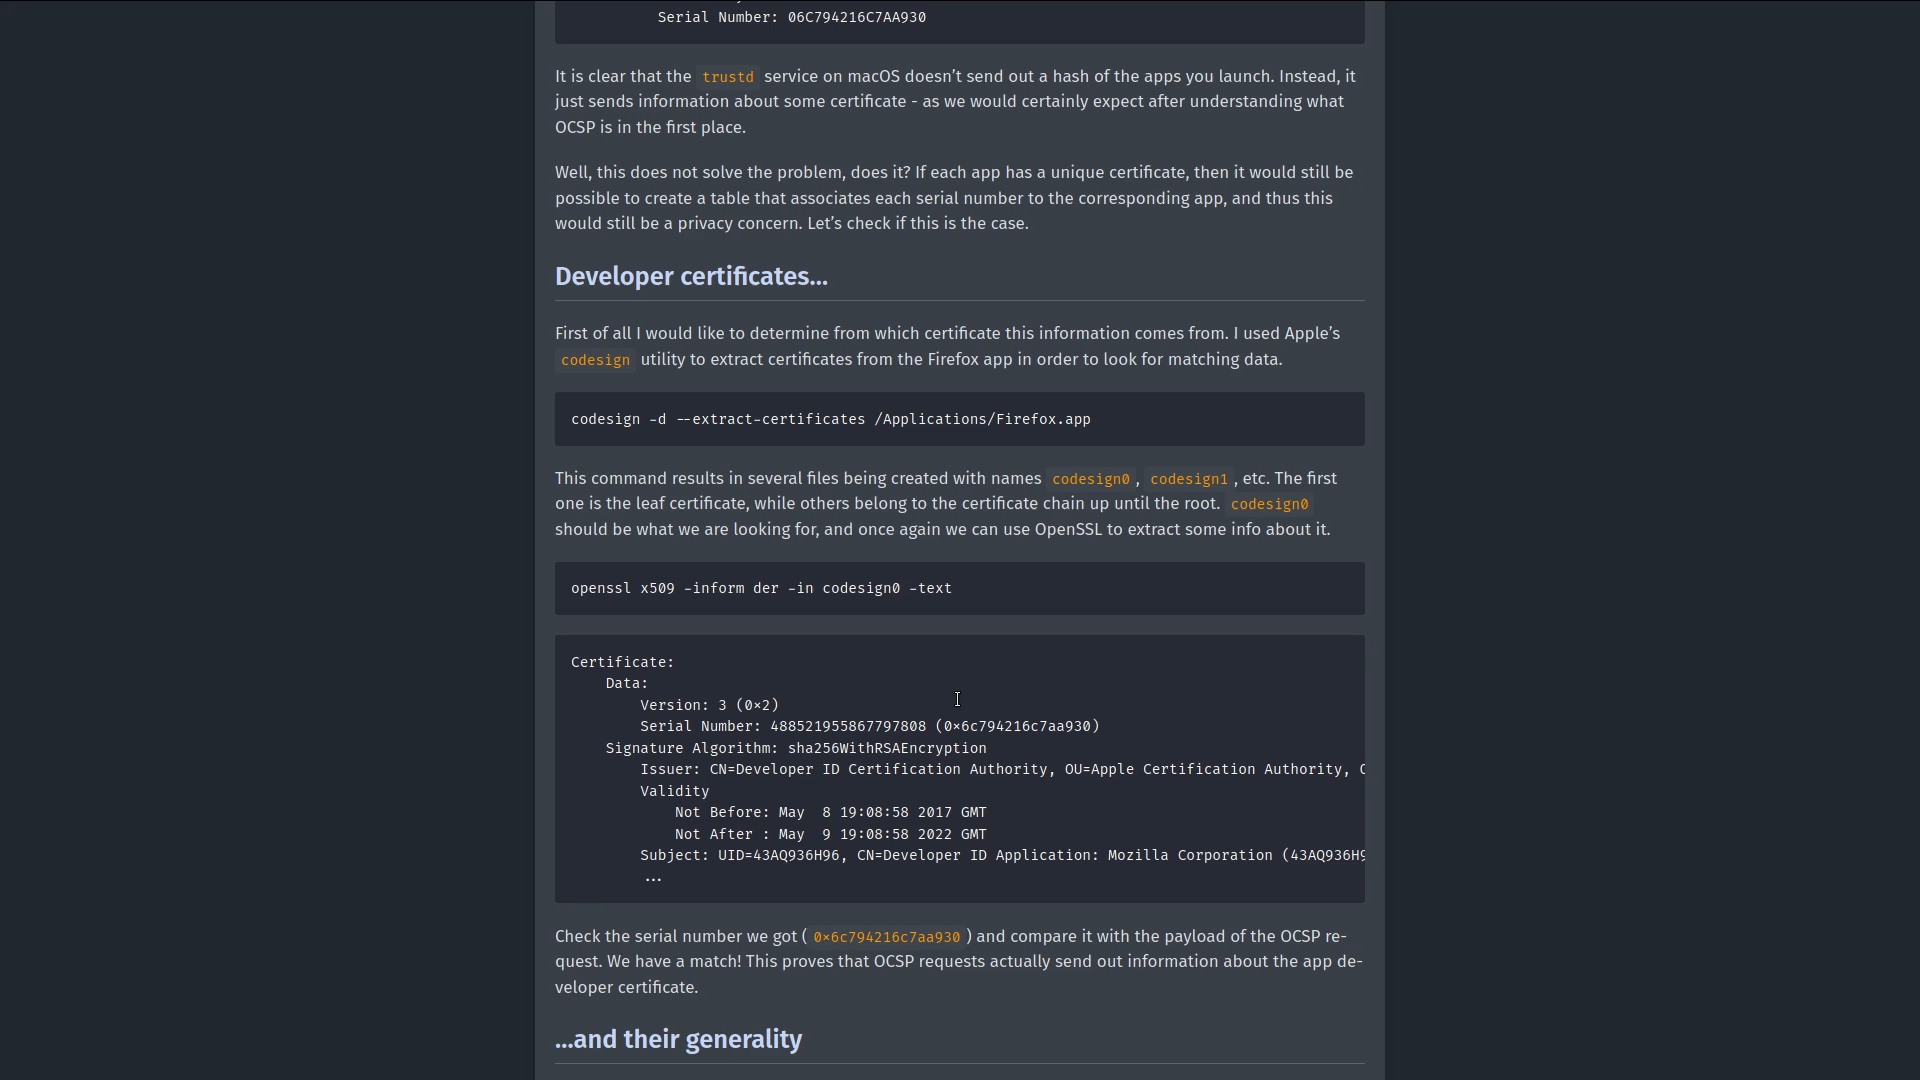 Serial Number: 06C794216C7AA930
It is clear that the trustd service on macOS doesn’t send out a hash of the apps you launch. Instead, it
just sends information about some certificate - as we would certainly expect after understanding what
OCSP is in the first place.
Well, this does not solve the problem, does it? If each app has a unique certificate, then it would still be
possible to create a table that associates each serial number to the corresponding app, and thus this
would still be a privacy concern. Let’s check if this is the case.
Developer certificates...
First of all I would like to determine from which certificate this information comes from. I used Apple’s
codesign utility to extract certificates from the Firefox app in order to look for matching data.
codesign -d --extract-certificates /Applications/Firefox.app
This command results in several files being created with names codesign0, codesign1, etc. The first
one is the leaf certificate, while others belong to the certificate chain up until the root. codesign0
should be what we are looking for, and once again we can use OpenSSL to extract some info about it.
openssl x509 -inform der -in codesign0 -text
Certificate:
Data:
Version: 3 (0×2)
Serial Number: 488521955867797808 (0×6c794216c7aa930)
Signature Algorithm: sha256WithRSAEncryption
Issuer: CN=Developer ID Certification Authority, OU=Apple Certification Authority,
Validity
Not Before: May  8 19:08:58 2017 GMT
Not After : May  9 19:08:58 2022 GMT
Subject: UID=43AQ936H96, CN=Developer ID Application: Mozilla Corporation (43AQ936H9
...
Check the serial number we got (0×6c794216c7aa930) and compare it with the payload of the OCSP re-
quest. We have a match! This proves that OCSP requests actually send out information about the app de-
veloper certificate.
...and their generality